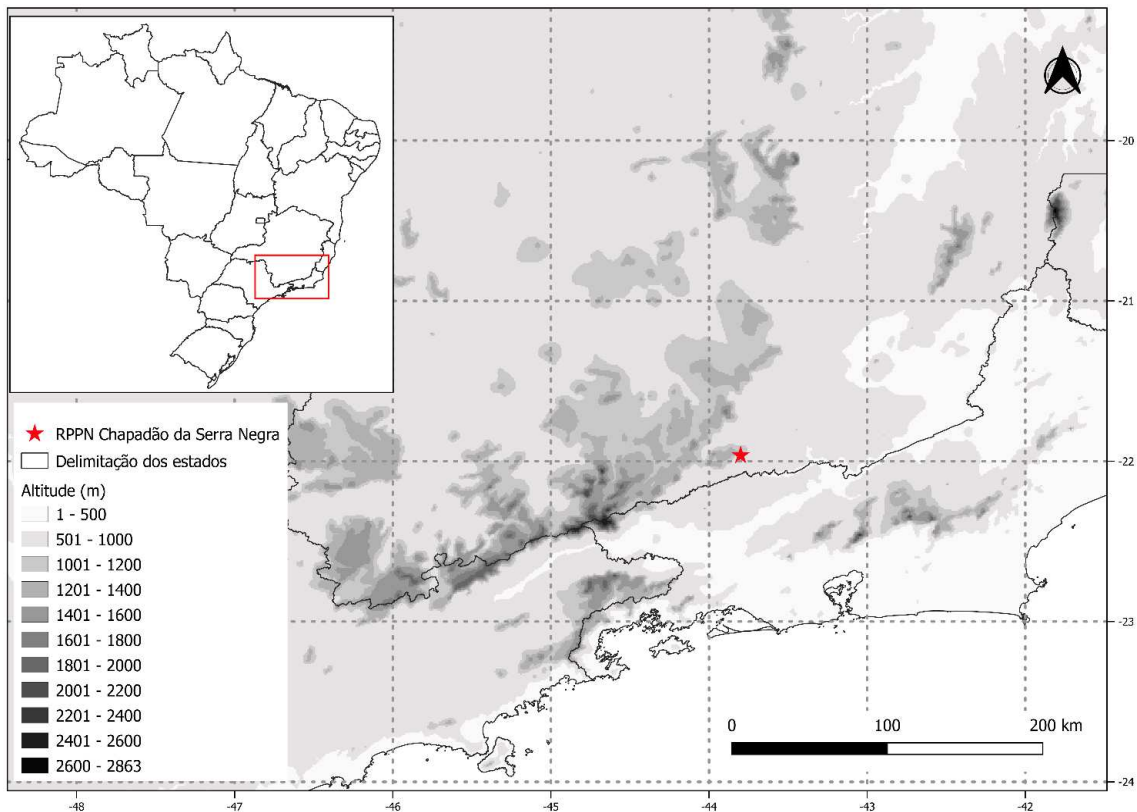 RPPN Chapadão da Serra Negra
Delimitação dos estados
Altitude (m)
1 - 500
501 - 1000
1001 - 1200
1201 - 1400
1401 - 1600
1601 - 1800
1801 - 2000
2001 - 2200
2201 - 2400
2401 - 2600
2600 - 2863
-20
-21
-22
-23
-24
0 100 200 km
-48 -47 -46 -45 -44 -43 -42